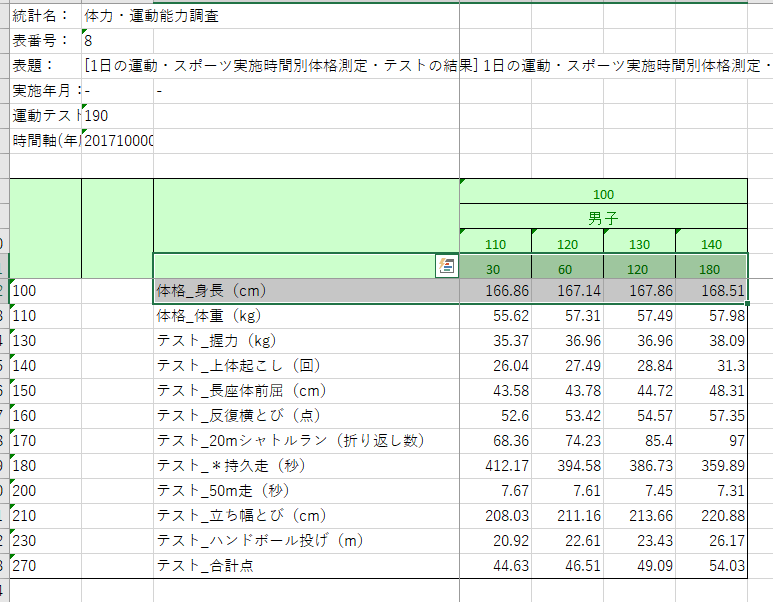 統計名： 体力・運動能力調査
表番号： 8
表題： [1日の運動・スポーツ実施時間別体格測定・テストの結果] 1日の運動・スポーツ実施時間別体格測定・
実施年月： - -
運動テスト 190
時間軸(年 201710000
100
男子
110 120 130 140
30 60 120 180
100 体格_身長（cm） 166.86 167.14 167.86 168.51
110 体格_体重（kg） 55.62 57.31 57.49 57.98
130 テスト_握力（kg） 35.37 36.96 36.96 38.09
140 テスト_上体起こし（回） 26.04 27.49 28.84 31.3
150 テスト_長座体前屈（cm） 43.58 43.78 44.72 48.31
160 テスト_反復横とび（点） 52.6 53.42 54.57 57.35
170 テスト_20mシャトルラン（折り返し数） 68.36 74.23 85.4 97
180 テスト_＊持久走（秒） 412.17 394.58 386.73 359.89
200 テスト_50m走（秒） 7.67 7.61 7.45 7.31
210 テスト_立ち幅とび（cm） 208.03 211.16 213.66 220.88
230 テスト_ハンドボール投げ（m） 20.92 22.61 23.43 26.17
270 テスト_合計点 44.63 46.51 49.09 54.03